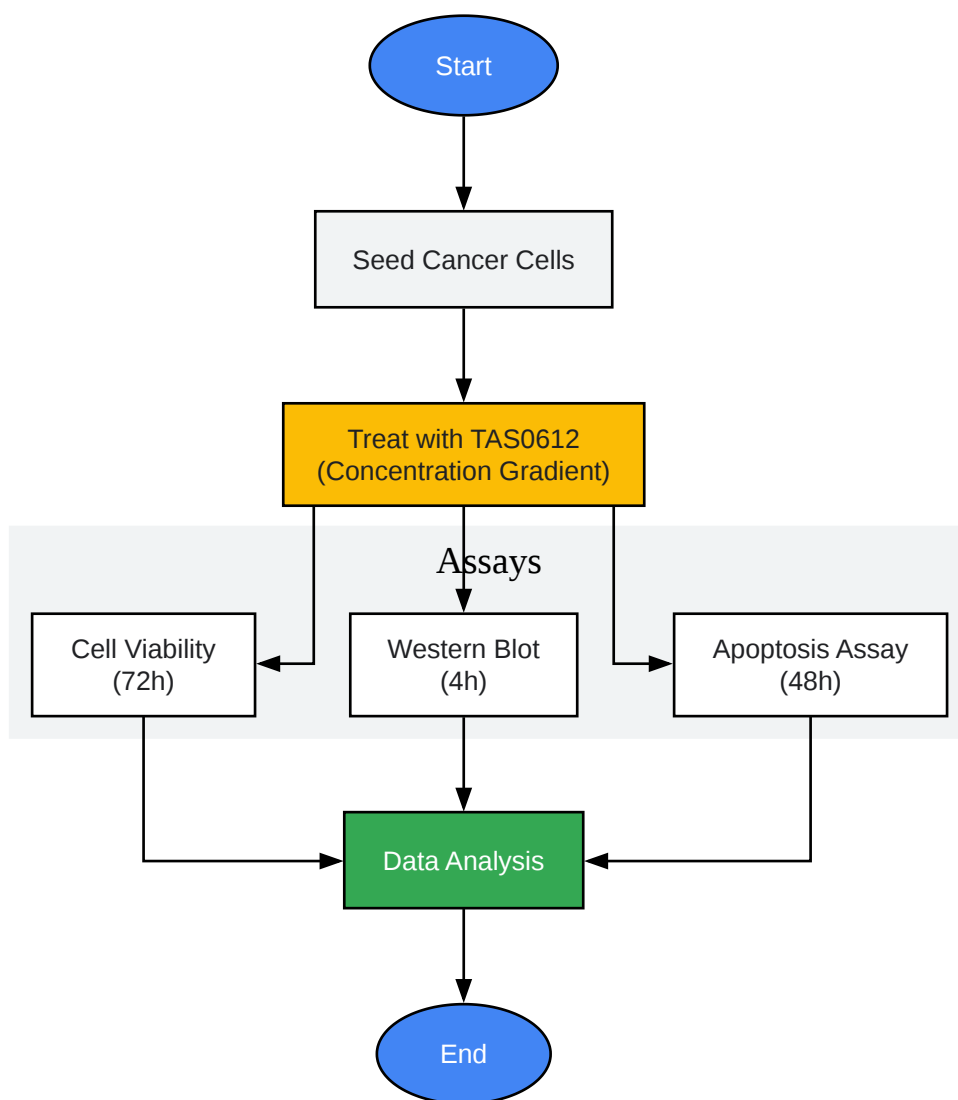 Start
Seed Cancer Cells
Treat with TAS0612
(Concentration Gradient)
Assays
Cell Viability
(72h)
Western Blot
(4h)
Apoptosis Assay
(48h)
Data Analysis
End